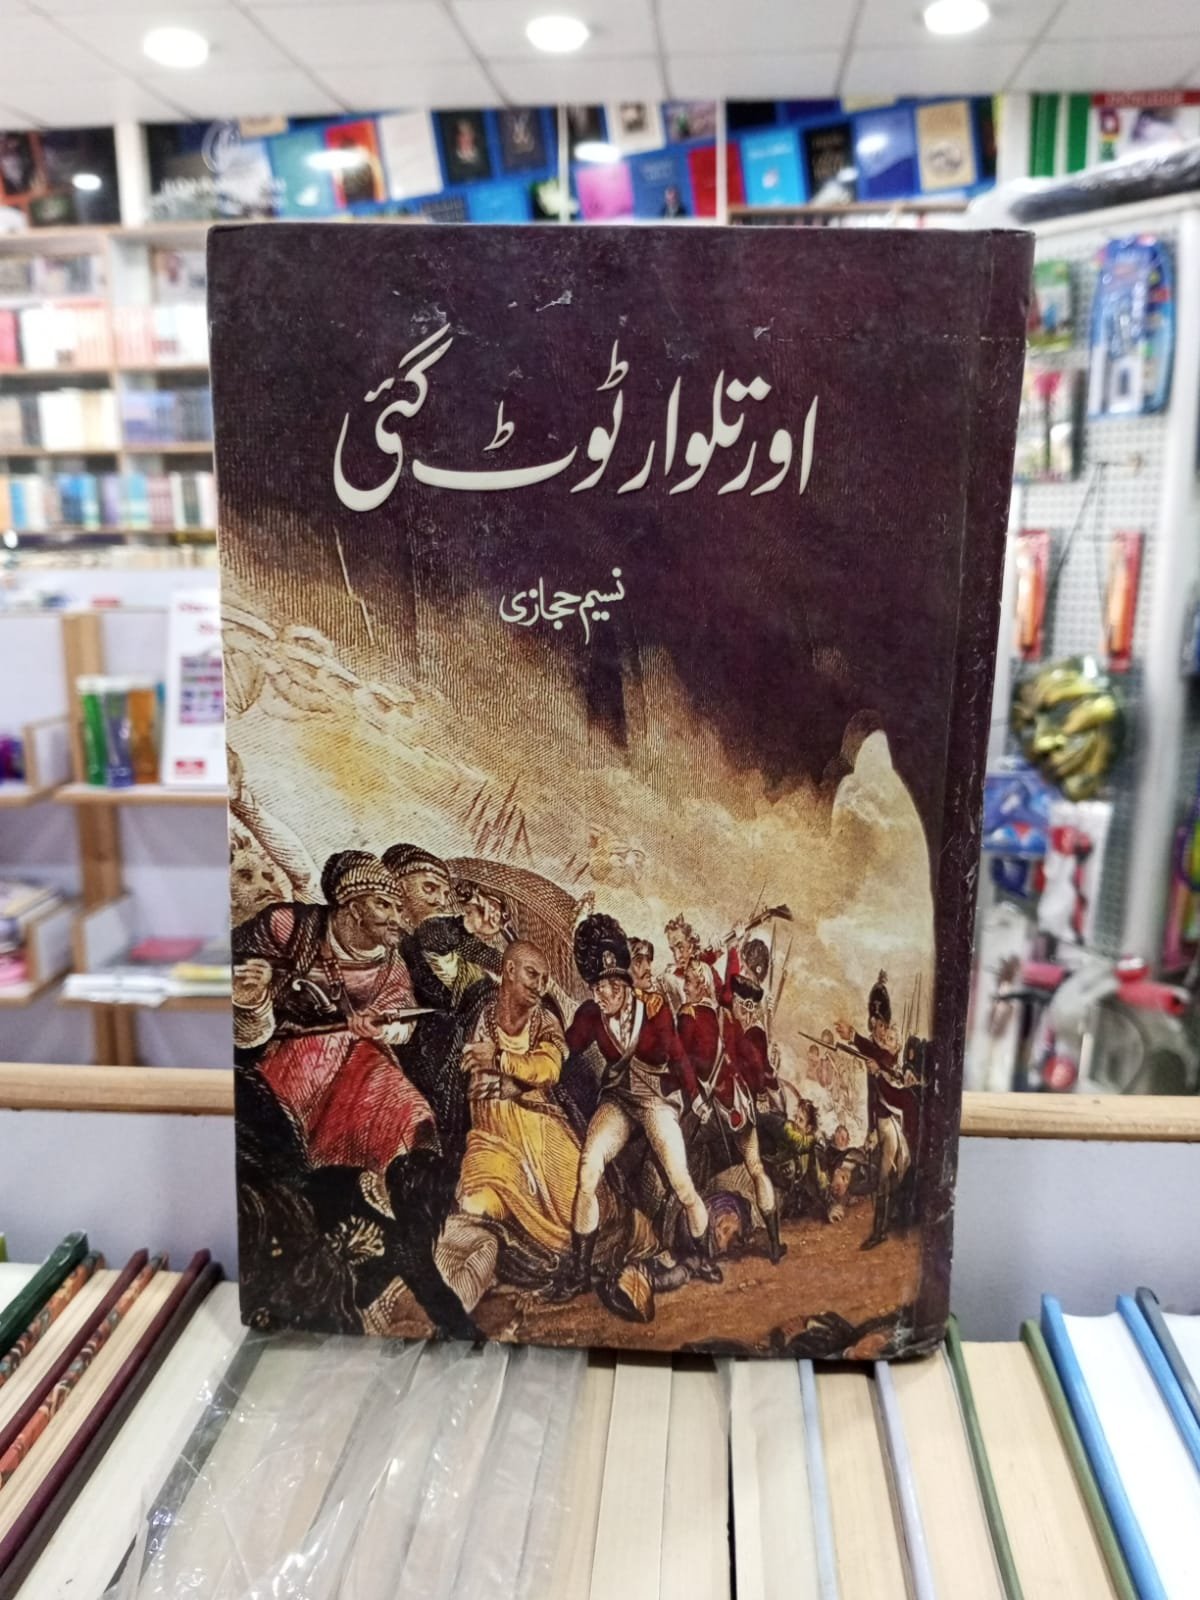 اور تلوار ٹوٹ گئی
نسیم حجازی